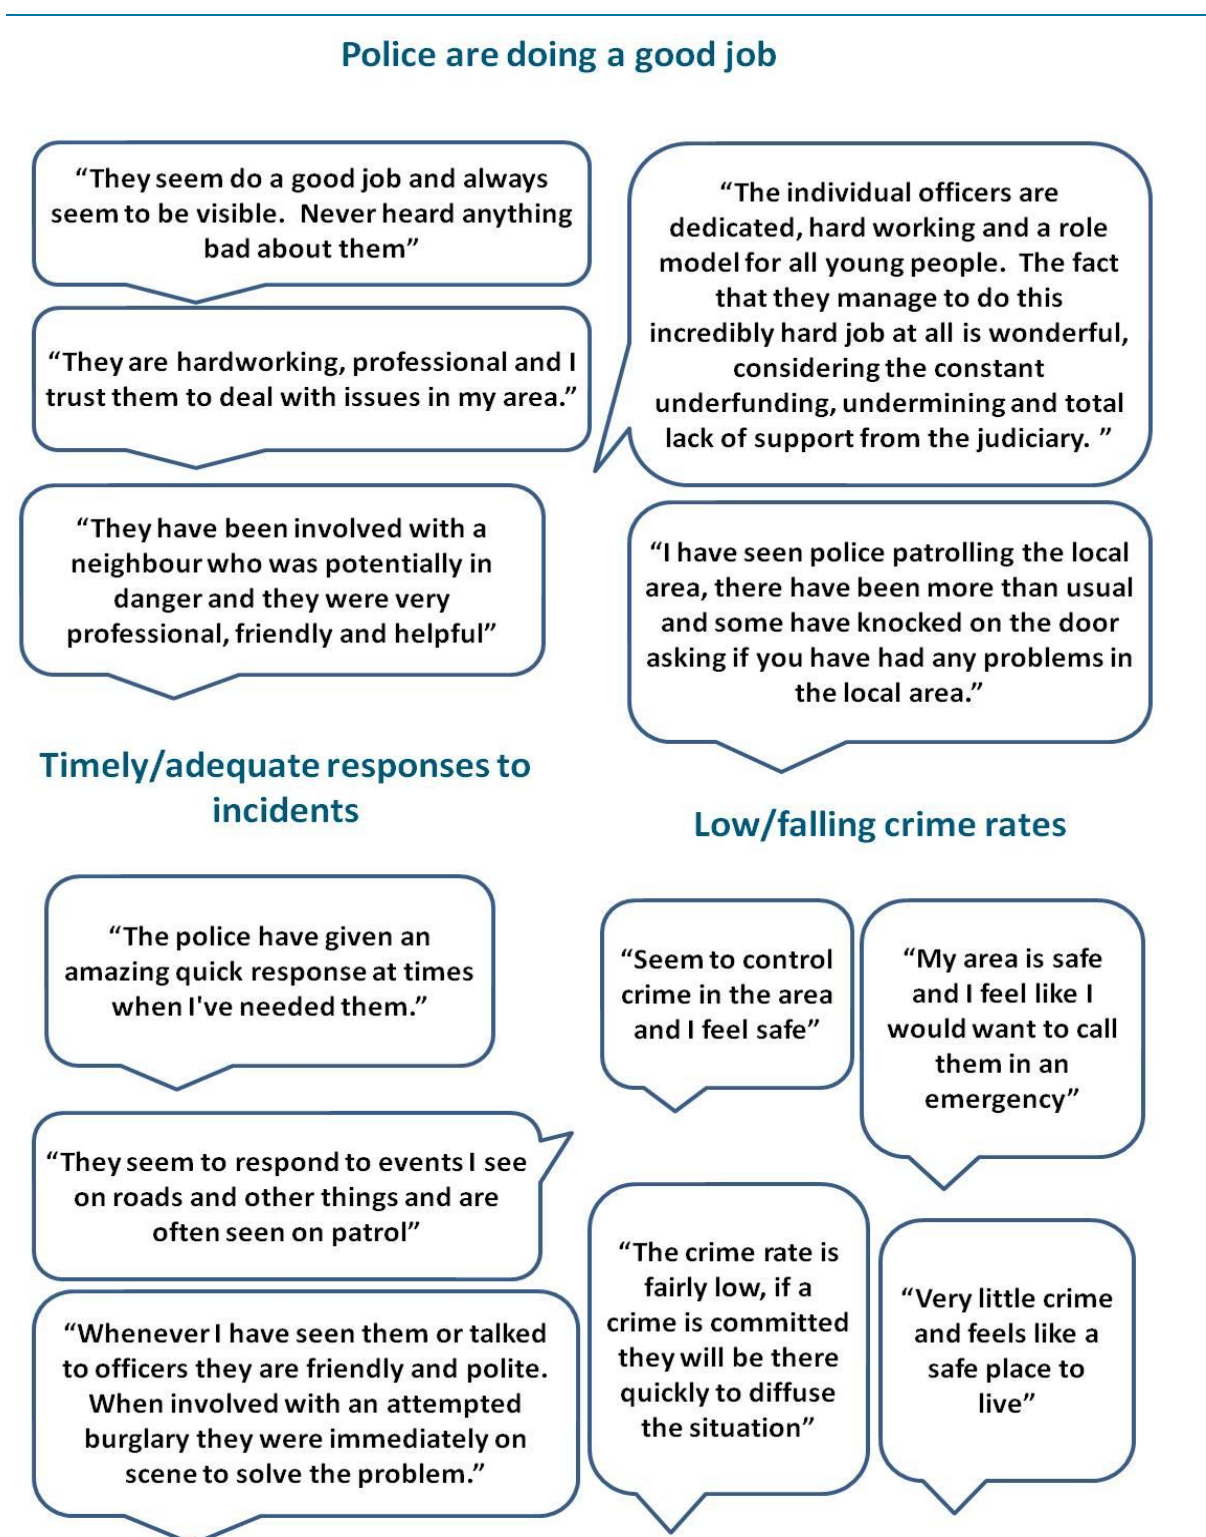 Police are doing a good job
“They seem do a good job and always
seem to be visible.  Never heard anything
bad about them”
“They are hardworking, professional and I
trust them to deal with issues in my area.”
“They have been involved with a
neighbour who was potentially in
danger and they were very
professional, friendly and helpful”
“The individual officers are
dedicated, hard working and a role
model for all young people.  The fact
that they manage to do this
incredibly hard job at all is wonderful,
considering the constant
underfunding, undermining and total
lack of support from the judiciary. ”
“I have seen police patrolling the local
area, there have been more than usual
and some have knocked on the door
asking if you have had any problems in
the local area.”
Timely/adequate responses to
incidents
“The police have given an
amazing quick response at times
when I've needed them.”
“They seem to respond to events I see
on roads and other things and are
often seen on patrol”
“Whenever I have seen them or talked
to officers they are friendly and polite.
When involved with an attempted
burglary they were immediately on
scene to solve the problem.”
Low/falling crime rates
“Seem to control
crime in the area
and I feel safe”
“My area is safe
and I feel like I
would want to call
them in an
emergency”
“The crime rate is
fairly low, if a
crime is committed
they will be there
quickly to diffuse
the situation”
“Very little crime
and feels like a
safe place to
live”